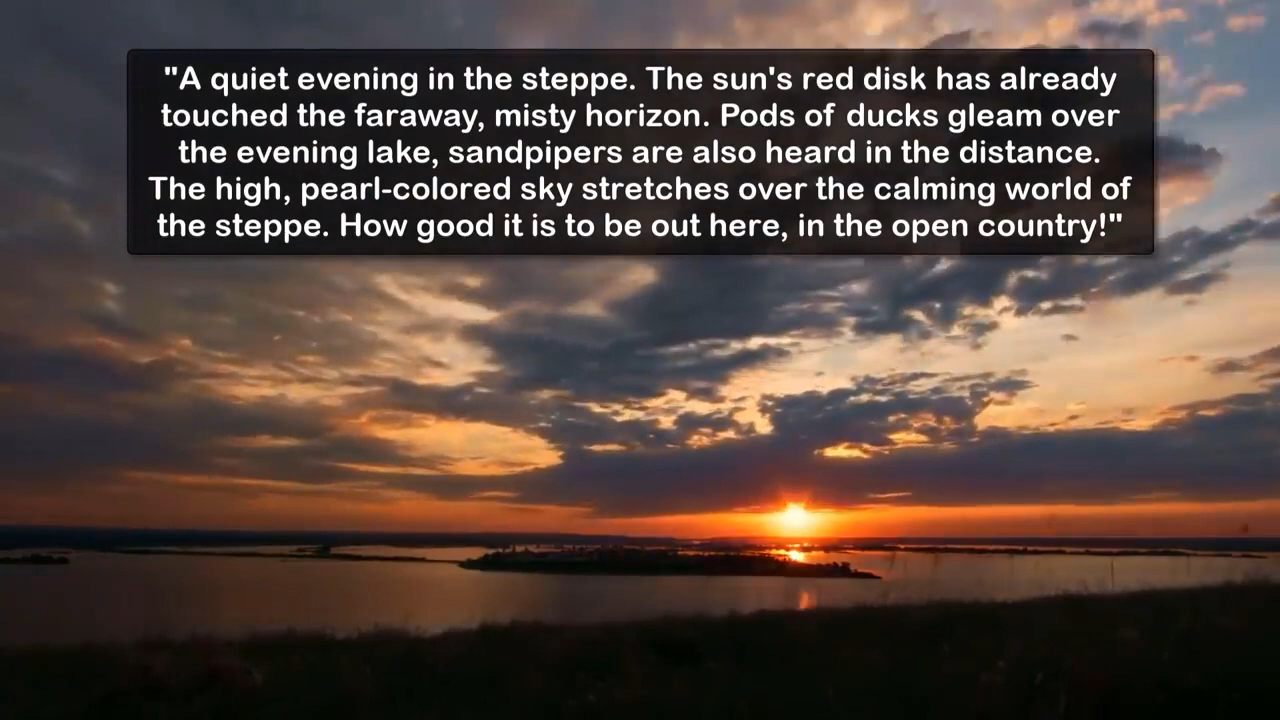 "A quiet evening in the steppe. The sun's red disk has already
touched the faraway, misty horizon. Pods of ducks gleam over
the evening lake, sandpipers are also heard in the distance.
The high, pearl-colored sky stretches over the calming world of
the steppe. How good it is to be out here, in the open country!"